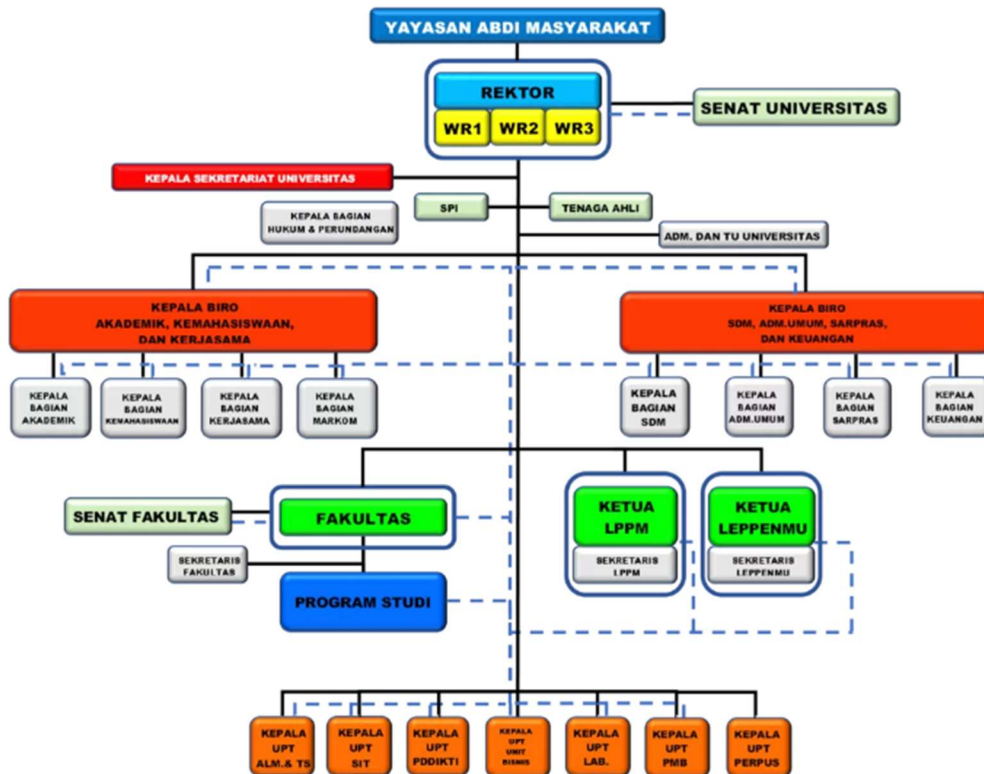 YAYASAN ABDI MASYARAKAT
REKTOR
WR1 WR2 WR3
SENAT UNIVERSITAS
KEPALA SEKRETARIAT UNIVERSITAS
SPI
TENAGA AHLI
KEPALA BAGIAN
HUKUM & PERUNDANGAN
ADM. DAN TU UNIVERSITAS
KEPALA BIRO
AKADEMIK, KEMAHASISWAAN,
DAN KERJASAMA
KEPALA BIRO
SDM, ADM.UMUM, SARPRAS,
DAN KEUANGAN
KEPALA
BAGIAN
AKADEMIK
KEPALA
BAGIAN
KEMAHASISWAAN
KEPALA
BAGIAN
KERJASAMA
KEPALA
BAGIAN
MARKOM
KEPALA
BAGIAN
SDM
KEPALA
BAGIAN
ADM.UMUM
KEPALA
BAGIAN
SARPRAS
KEPALA
BAGIAN
KEUANGAN
SENAT FAKULTAS
FAKULTAS
KETUA
LPPM
SEKRETARIS
LPPM
KETUA
LEPPENMU
SEKRETARIS
LEPPENMU
SEKRETARIS
FAKULTAS
PROGRAM STUDI
KEPALA
UPT
ALM.& TS
KEPALA
UPT
SIT
KEPALA
UPT
PDDIKTI
KEPALA
UPT
UNIT
BISNIS
KEPALA
UPT
LAB.
KEPALA
UPT
PMB
KEPALA
UPT
PERPUS